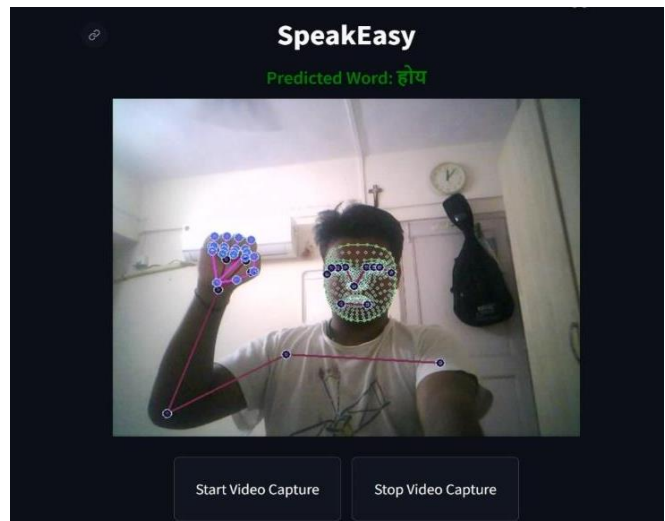 SpeakEasy
Predicted Word: होय
Start Video Capture
Stop Video Capture